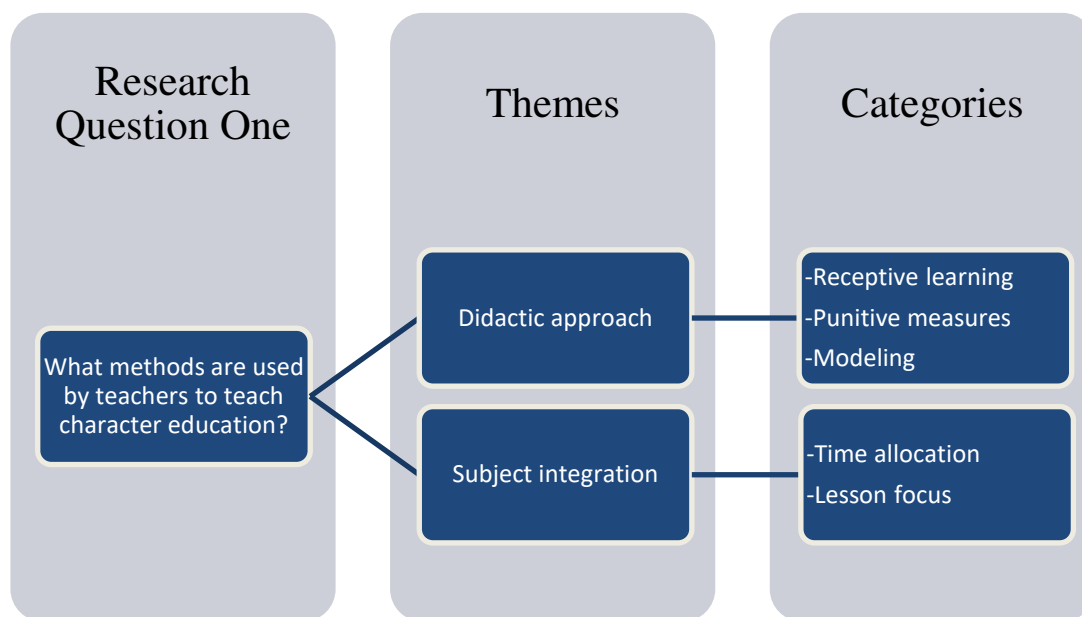 Research
Question One
Themes
Categories
What methods are used
by teachers to teach
character education?
Didactic approach
-Receptive learning
-Punitive measures
-Modeling
Subject integration
-Time allocation
-Lesson focus